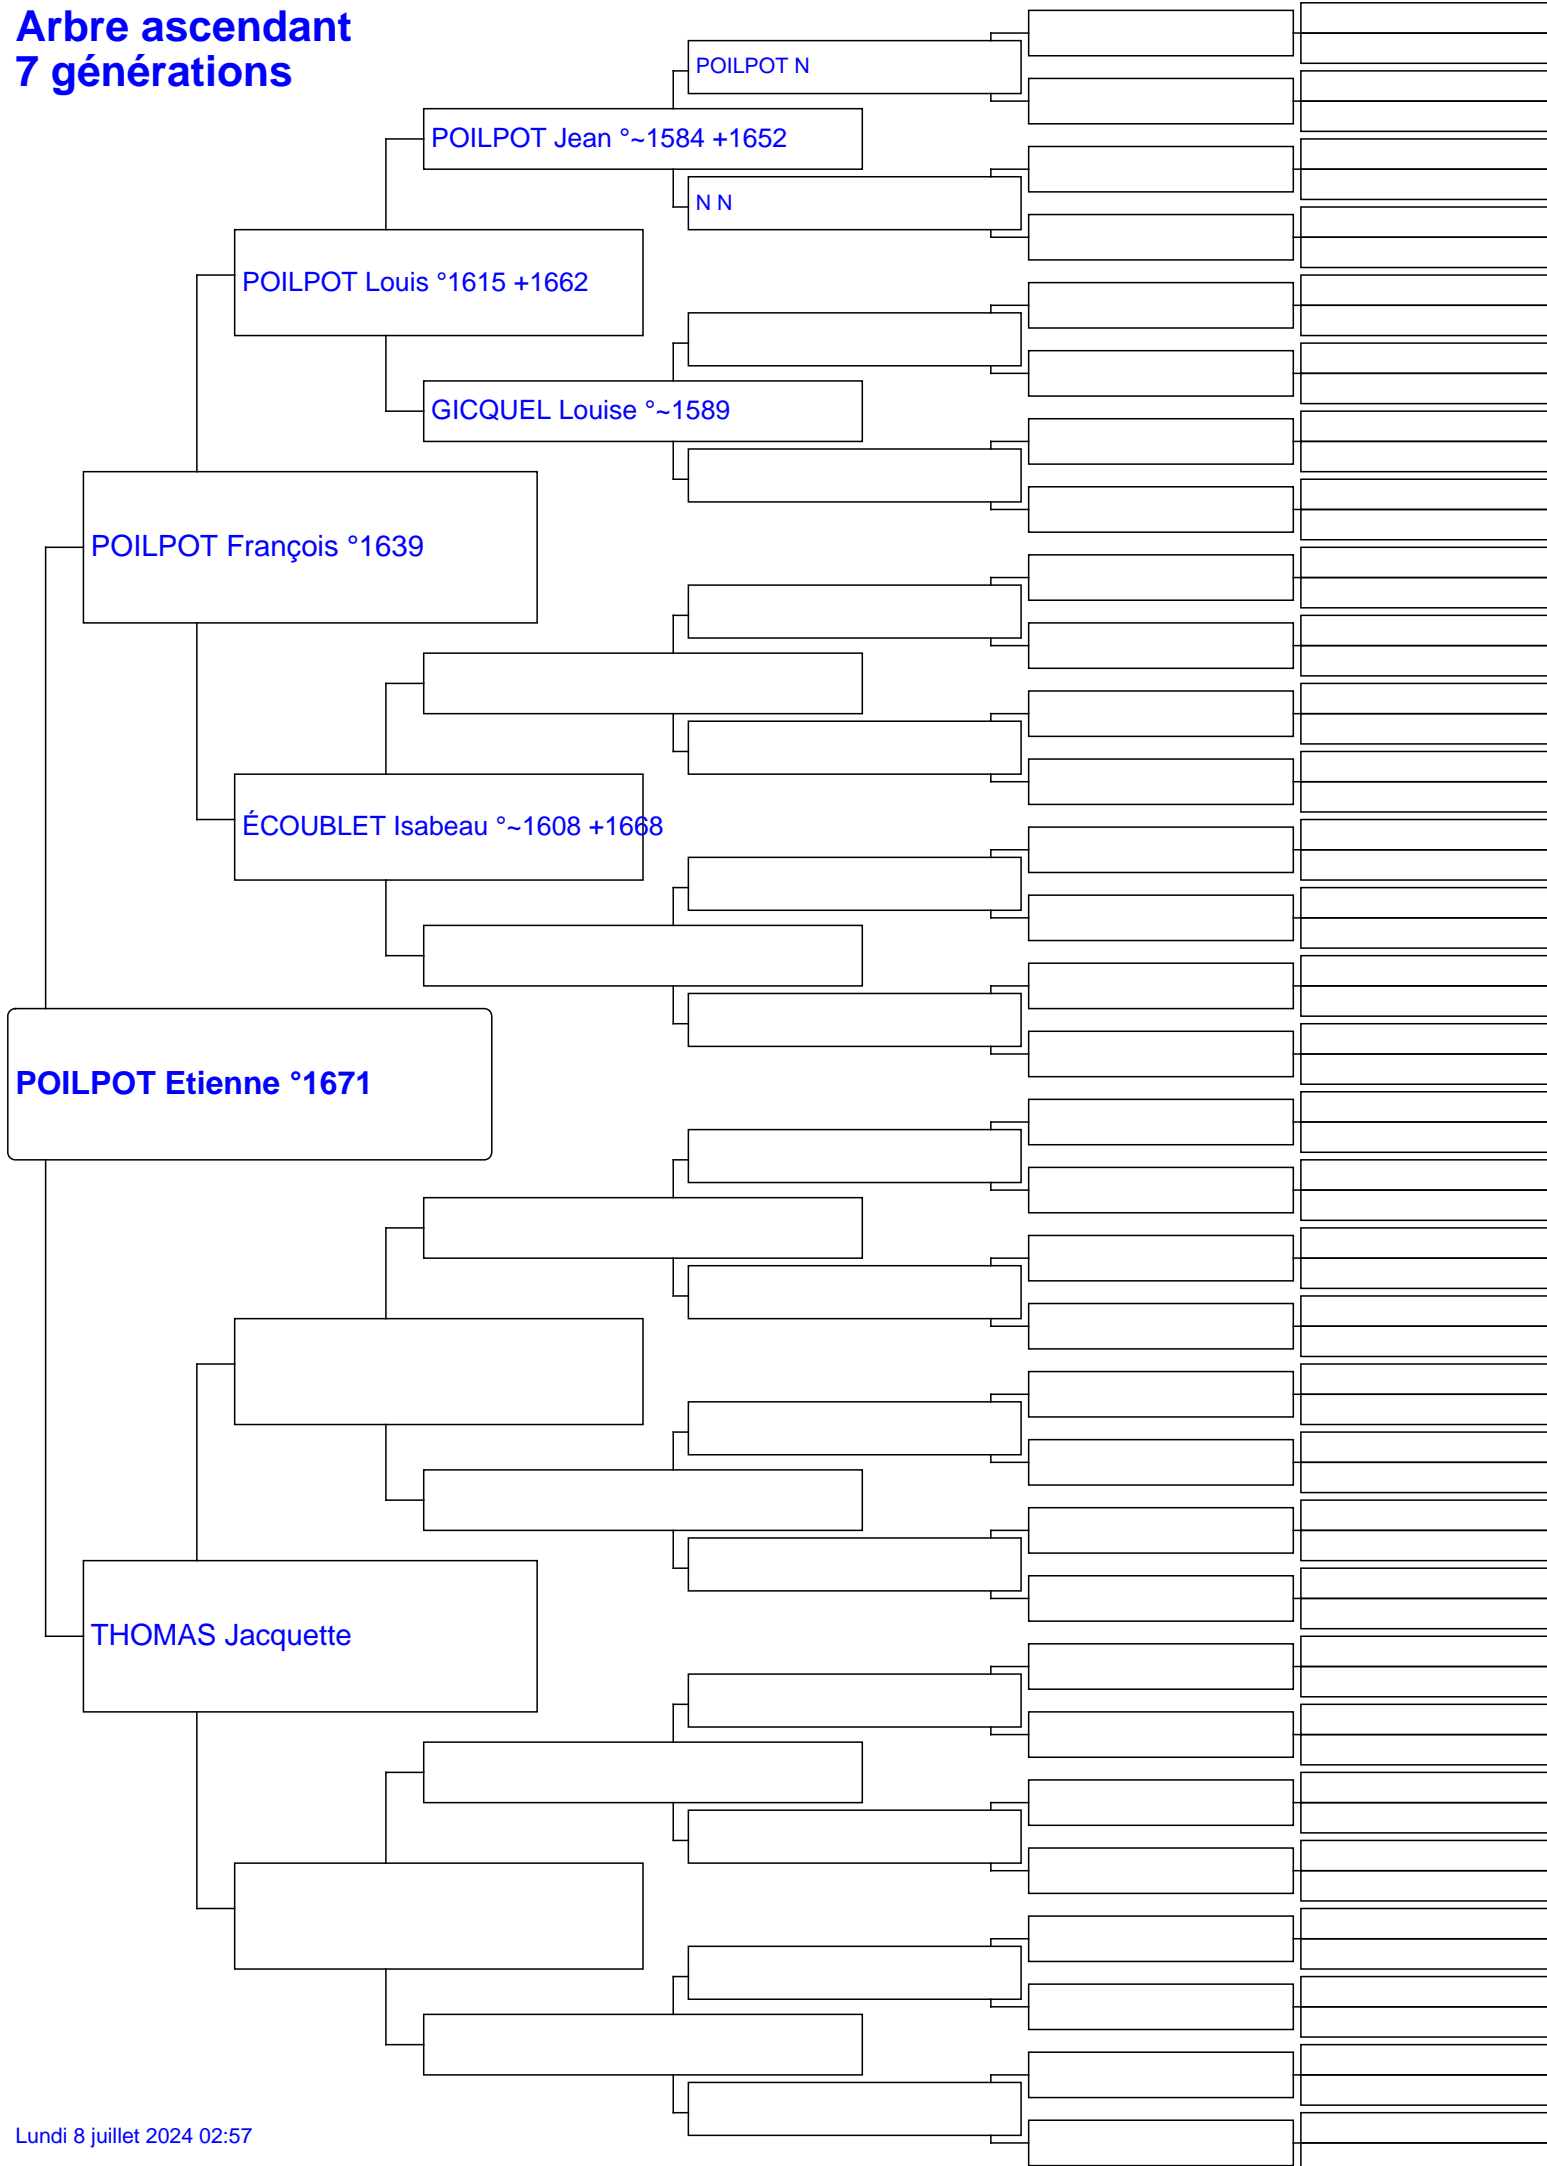 Arbre ascendant
7 générations
POILPOT N
POILPOT Jean °~1584 +1652
N N
POILPOT Louis °1615 +1662
GICQUEL Louise °~1589
POILPOT François °1639
ÉCOUBLET Isabeau °~1608 +1668
POILPOT Etienne °1671
THOMAS Jacquette
Lundi 8 juillet 2024 02:57